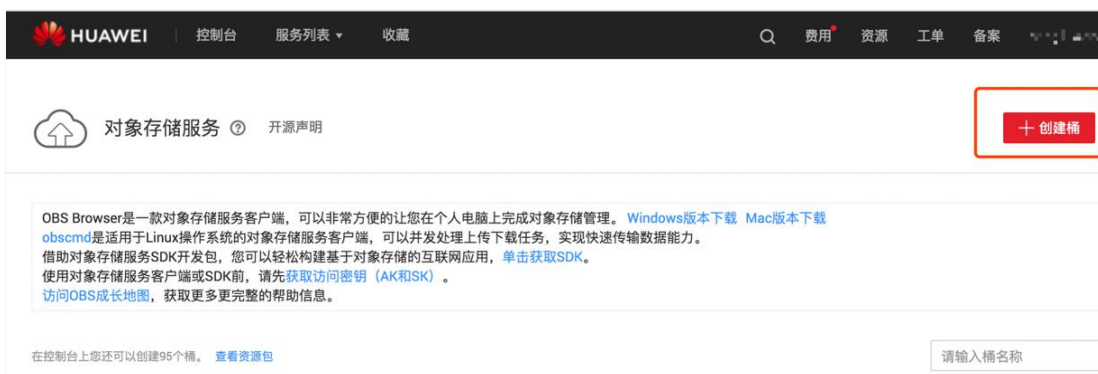 HUAWEI 控制台 服务列表 收藏 费用 资源 工单 备案
对象存储服务 开源声明 创建桶
OBS Browser是一款对象存储服务客户端，可以非常方便的让您在个人电脑上完成对象存储管理。 Windows版本下载 Mac版本下载
obscmd是适用于Linux操作系统的对象存储服务客户端，可以并发处理上传下载任务，实现快速传输数据能力。
借助对象存储服务SDK开发包，您可以轻松构建基于对象存储的互联网应用，单击获取SDK。
使用对象存储服务客户端或SDK前，请先获取访问密钥（AK和SK）。
访问OBS成长地图，获取更多更完整的帮助信息。
在控制台上您还可以创建95个桶。 查看资源包 请输入桶名称